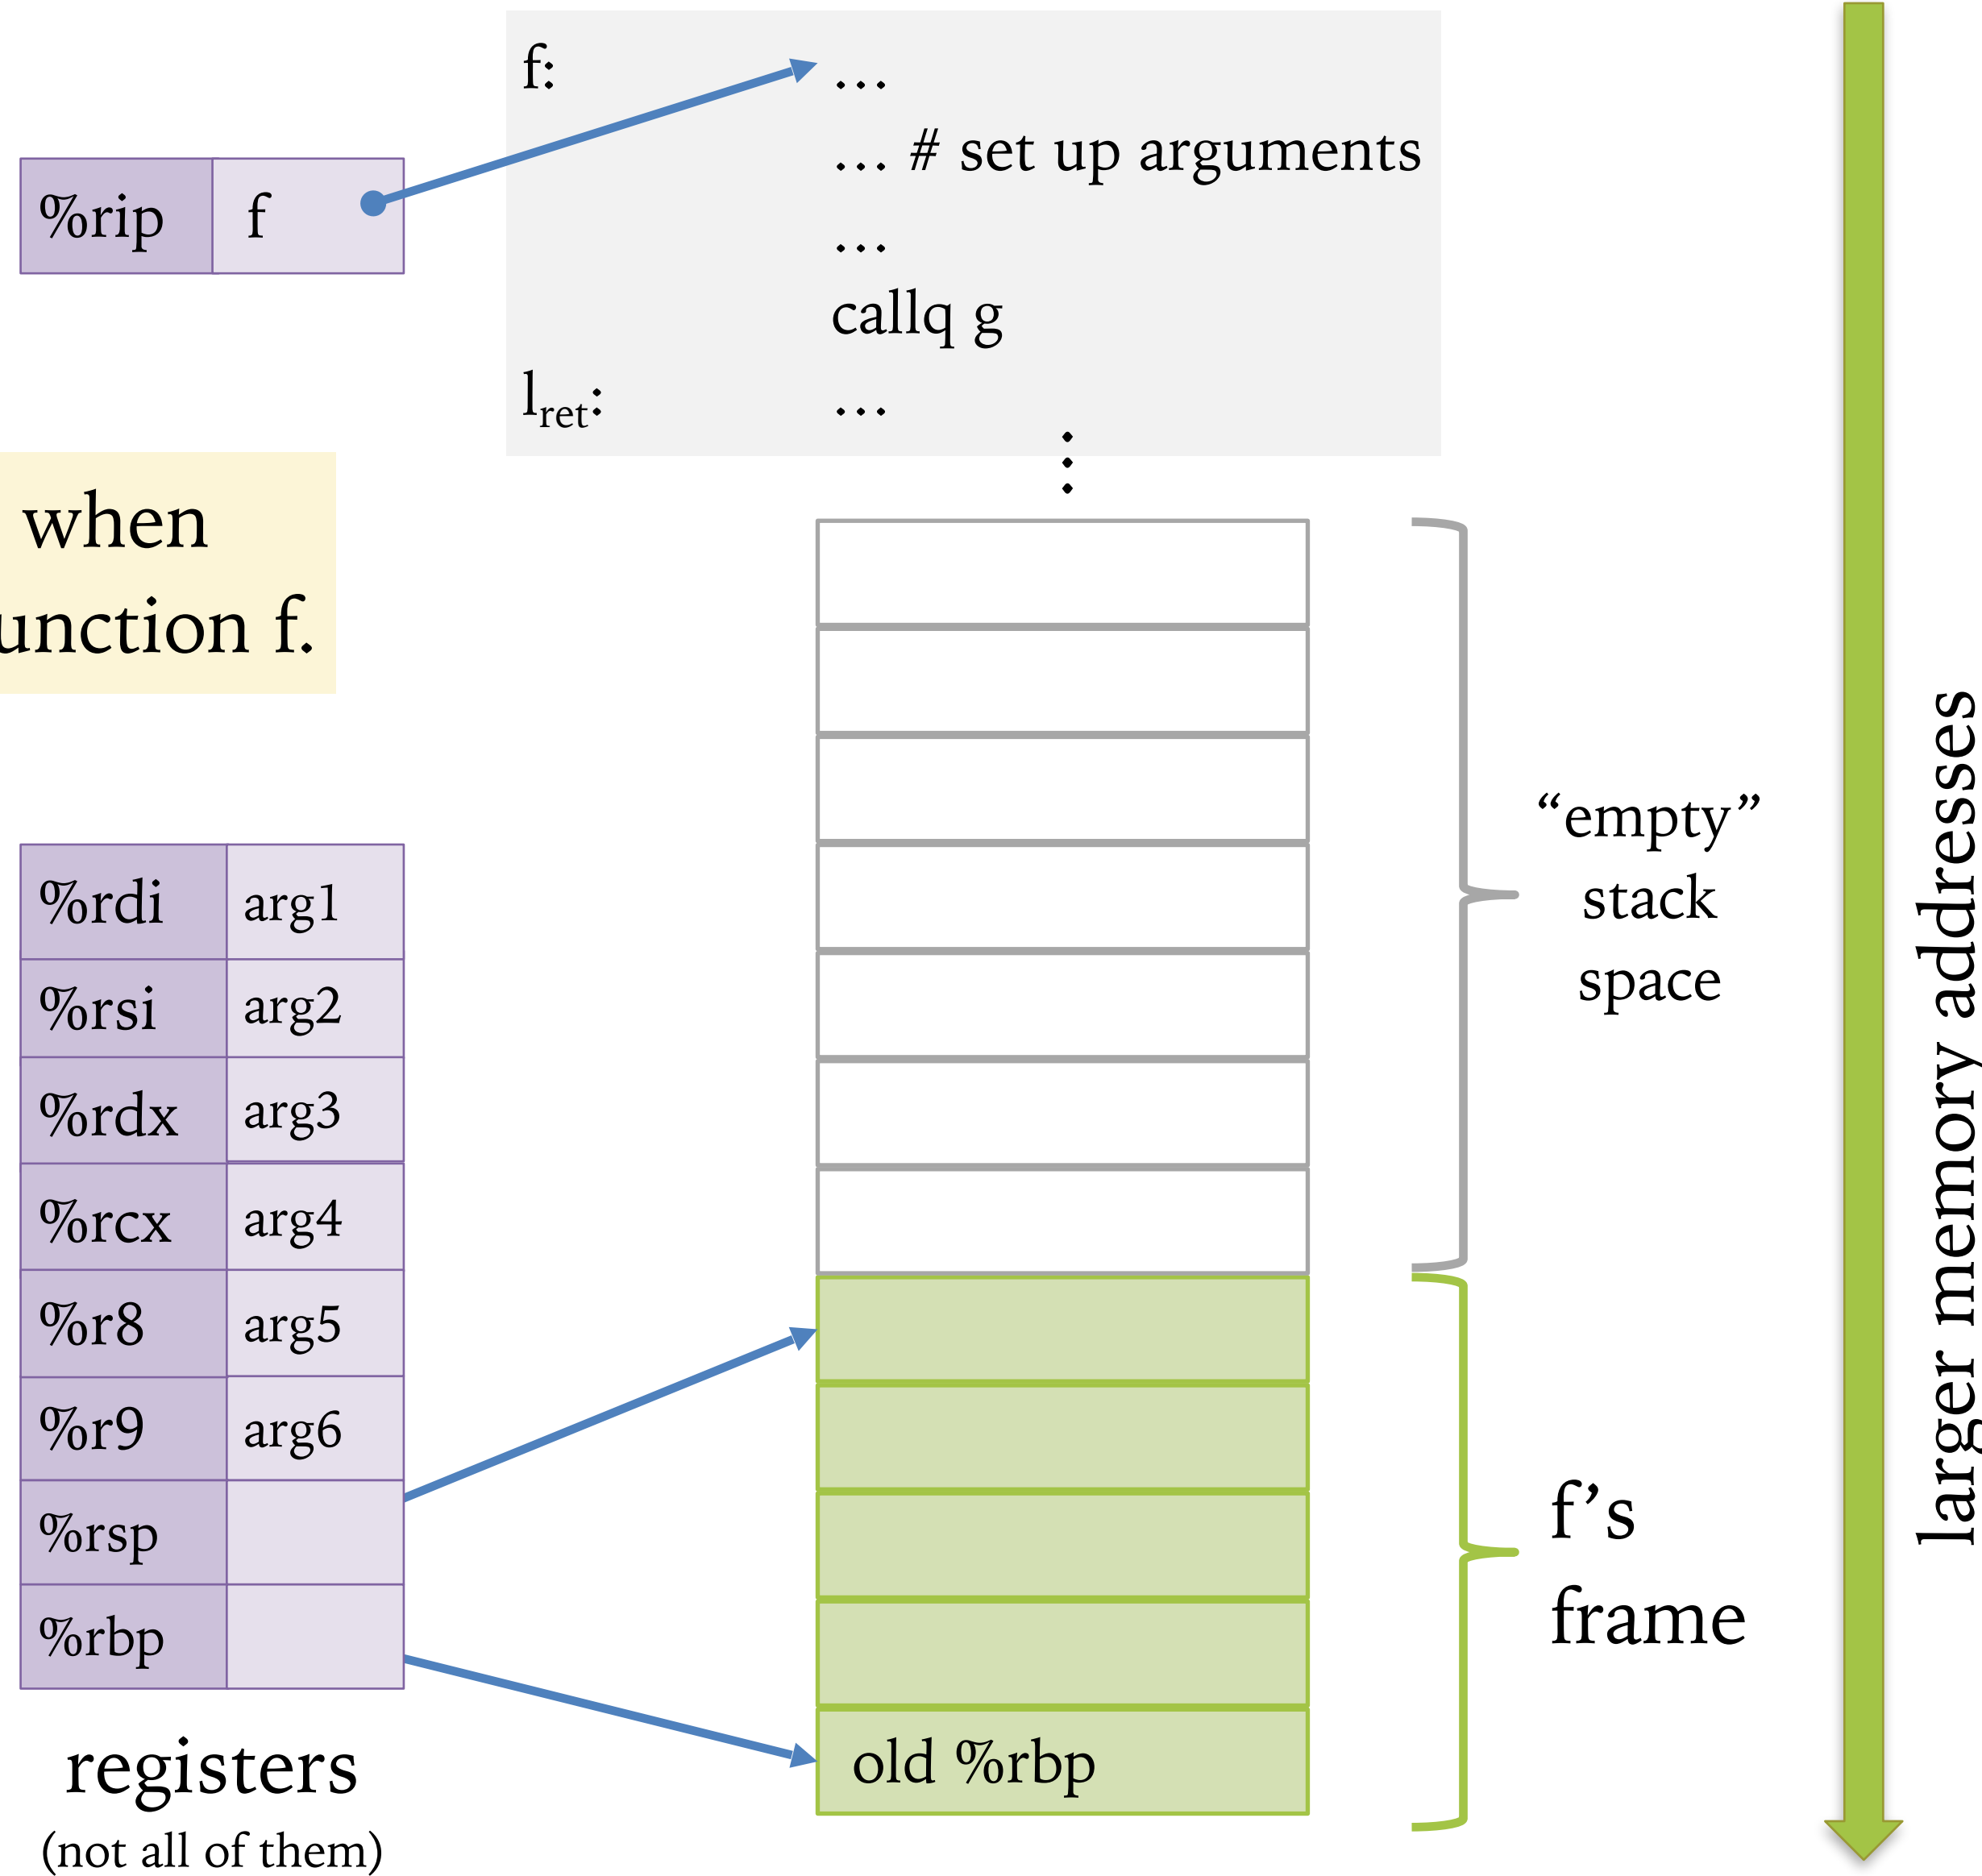 f: ...
... # set up arguments
%rip f
...
callq g
lret: ...
when
unction f.
%rdi arg1
%rsi arg2
%rdx arg3
%rcx arg4
%r8 arg5
%r9 arg6
%rsp
%rbp
registers
(not all of them)
old %rbp
“empty”
stack
space
f’s
frame
larger memory addresses